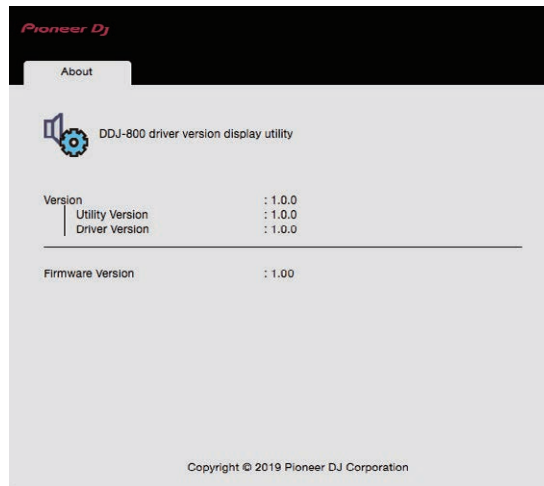 Pioneer Dj
About
DDJ-800 driver version display utility
Version : 1.0.0
Utility Version : 1.0.0
Driver Version : 1.0.0
Firmware Version : 1.00
Copyright © 2019 Pioneer DJ Corporation